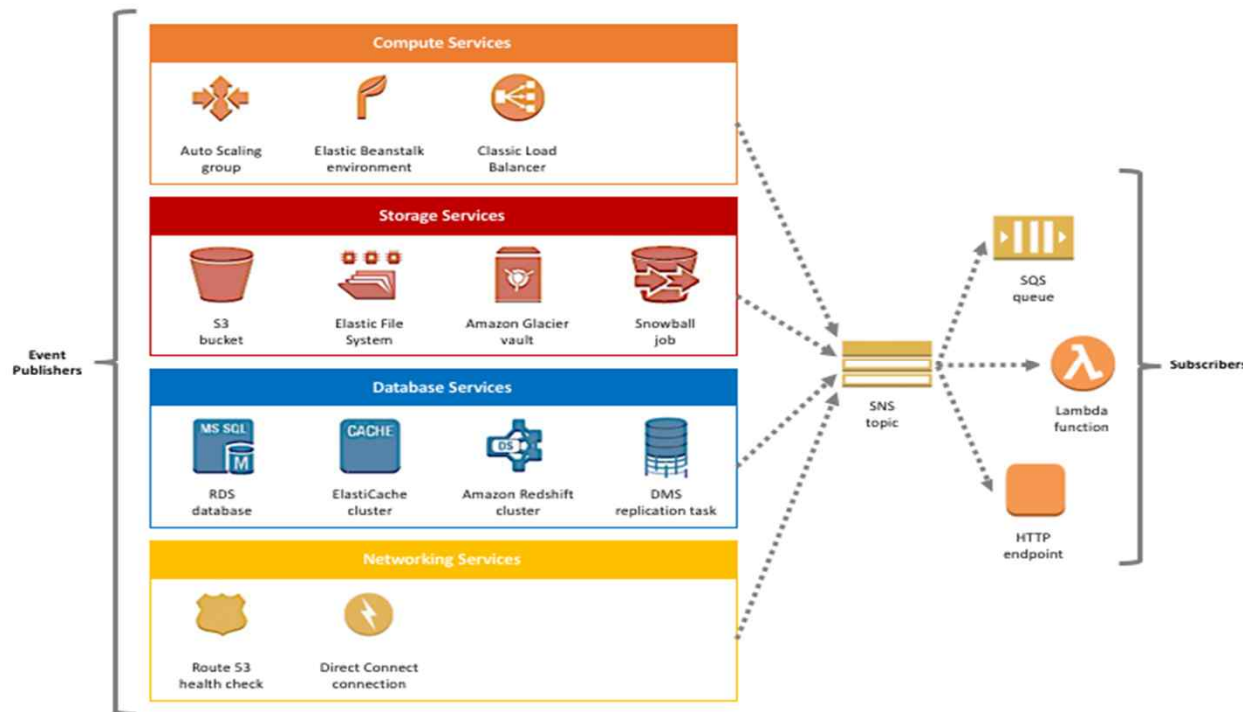 Event
Publishers
Compute Services
Auto Scaling
group
Elastic Beanstalk
environment
Classic Load
Balancer
Storage Services
S3
bucket
Elastic File
System
Amazon Glacier
vault
Snowball
job
Database Services
MS SQL
M
RDS
database
CACHE
ElastiCache
cluster
DS
Amazon Redshift
cluster
DMS
replication task
Networking Services
Route 53
health check
Direct Connect
connection
SNS
topic
SQS
queue
λ
Lambda
function
HTTP
endpoint
Subscribers